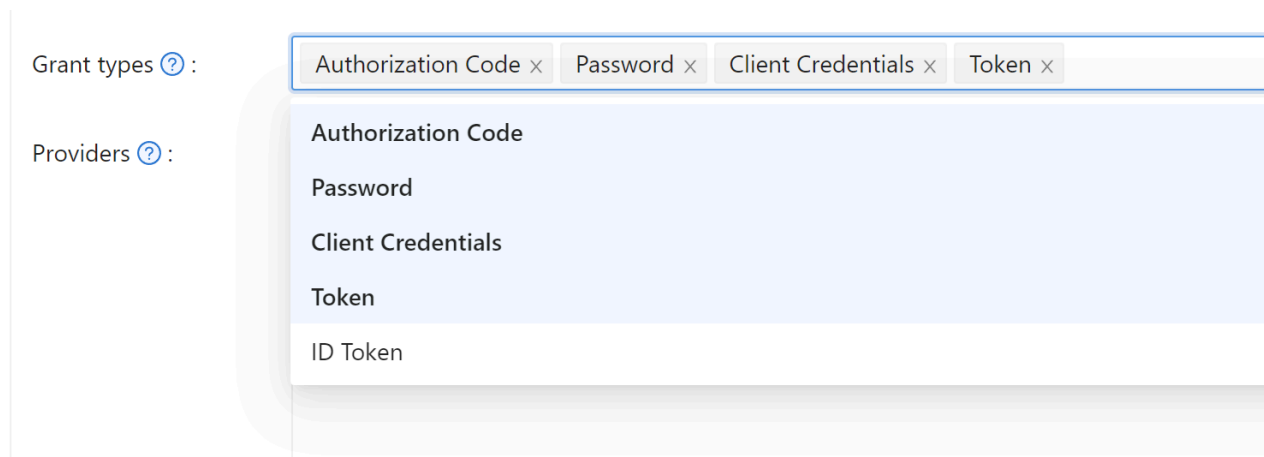 Grant types ? : Authorization Code × Password × Client Credentials × Token ×
Authorization Code
Providers ? :
Password
Client Credentials
Token
ID Token